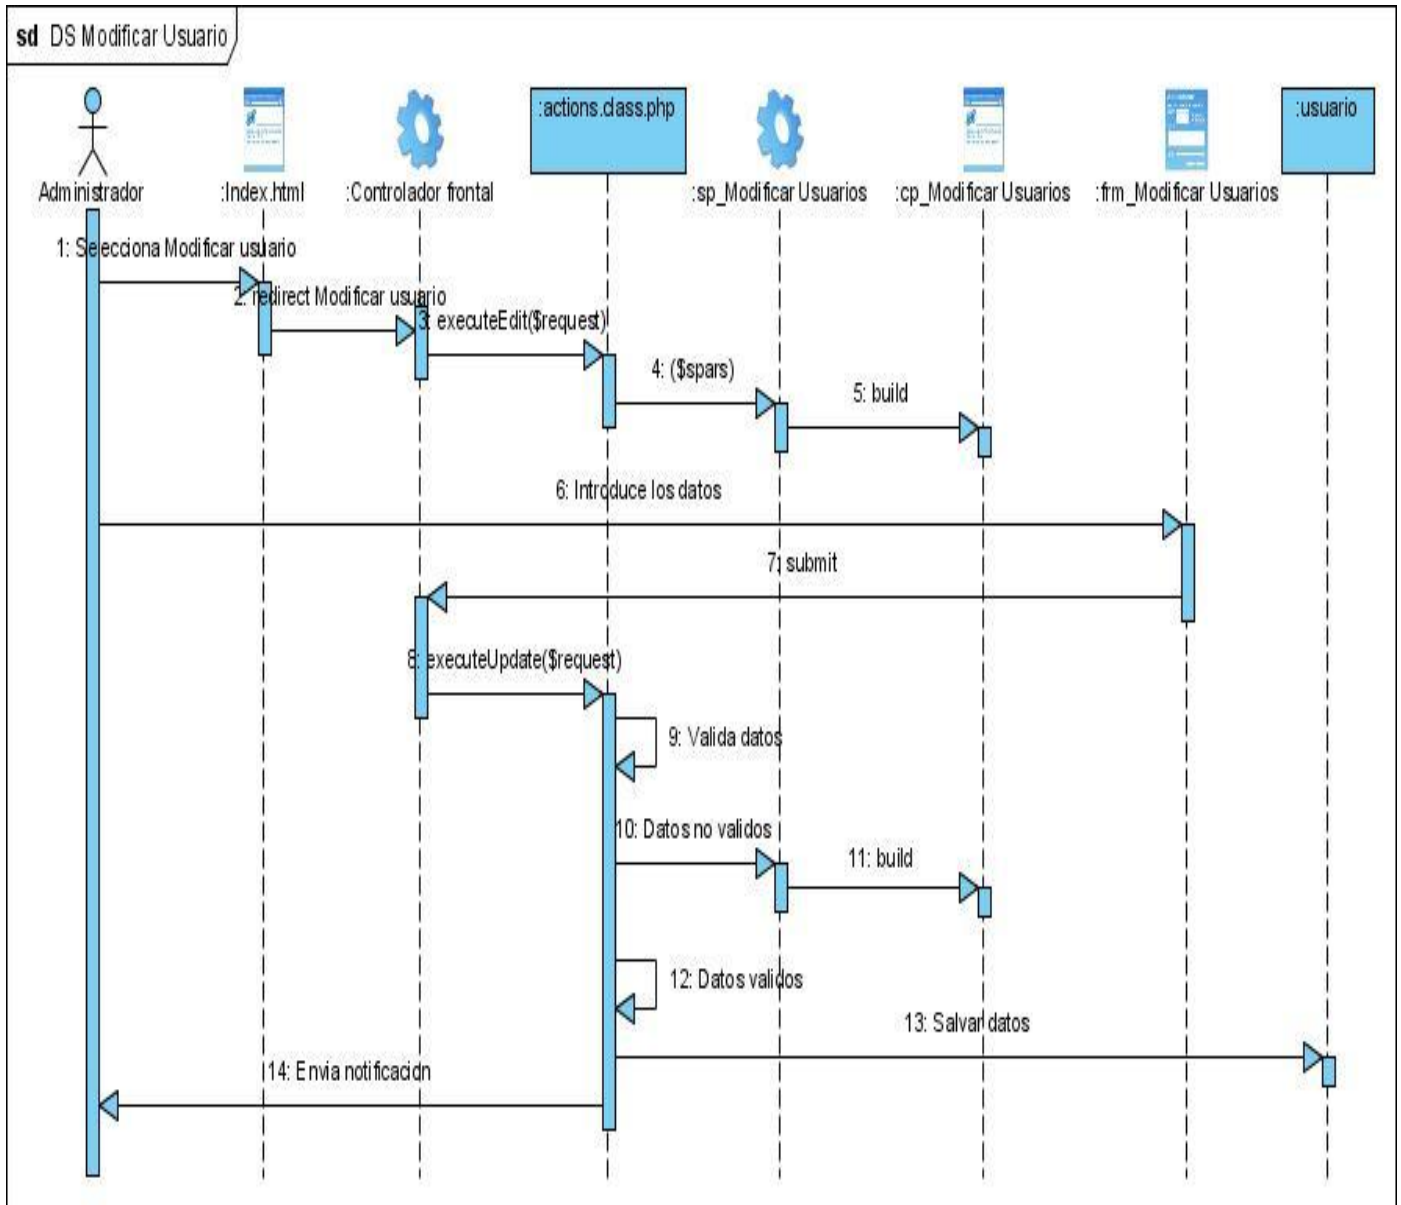 sd DS Modificar Usuario
:actions.class.php
:usuario
Administrador
:Index.html
:Controlador frontal
:sp_Modificar Usuarios
:cp_Modificar Usuarios
:frm_Modificar Usuarios
1: Selecciona Modificar usuario
2: redirect Modificar usuario
3: executeEdit($request)
4: ($spars)
5: build
6: Introduce los datos
7: submit
8: executeUpdate($request)
9: Valida datos
10: Datos no validos
11: build
12: Datos validos
13: Salvar datos
14: Envia notificacion